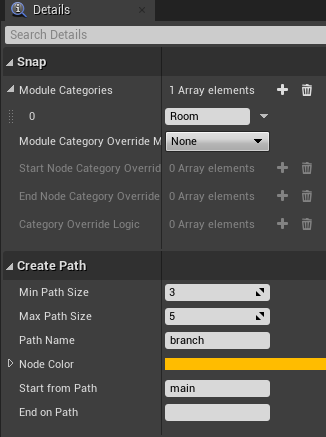 Details
Search Details
Snap
Module Categories 1 Array elements
0 Room
Module Category Override M None
Start Node Category Overrid 0 Array elements
End Node Category Override 0 Array elements
Category Override Logic 0 Array elements
Create Path
Min Path Size 3
Max Path Size 5
Path Name branch
Node Color
Start from Path main
End on Path